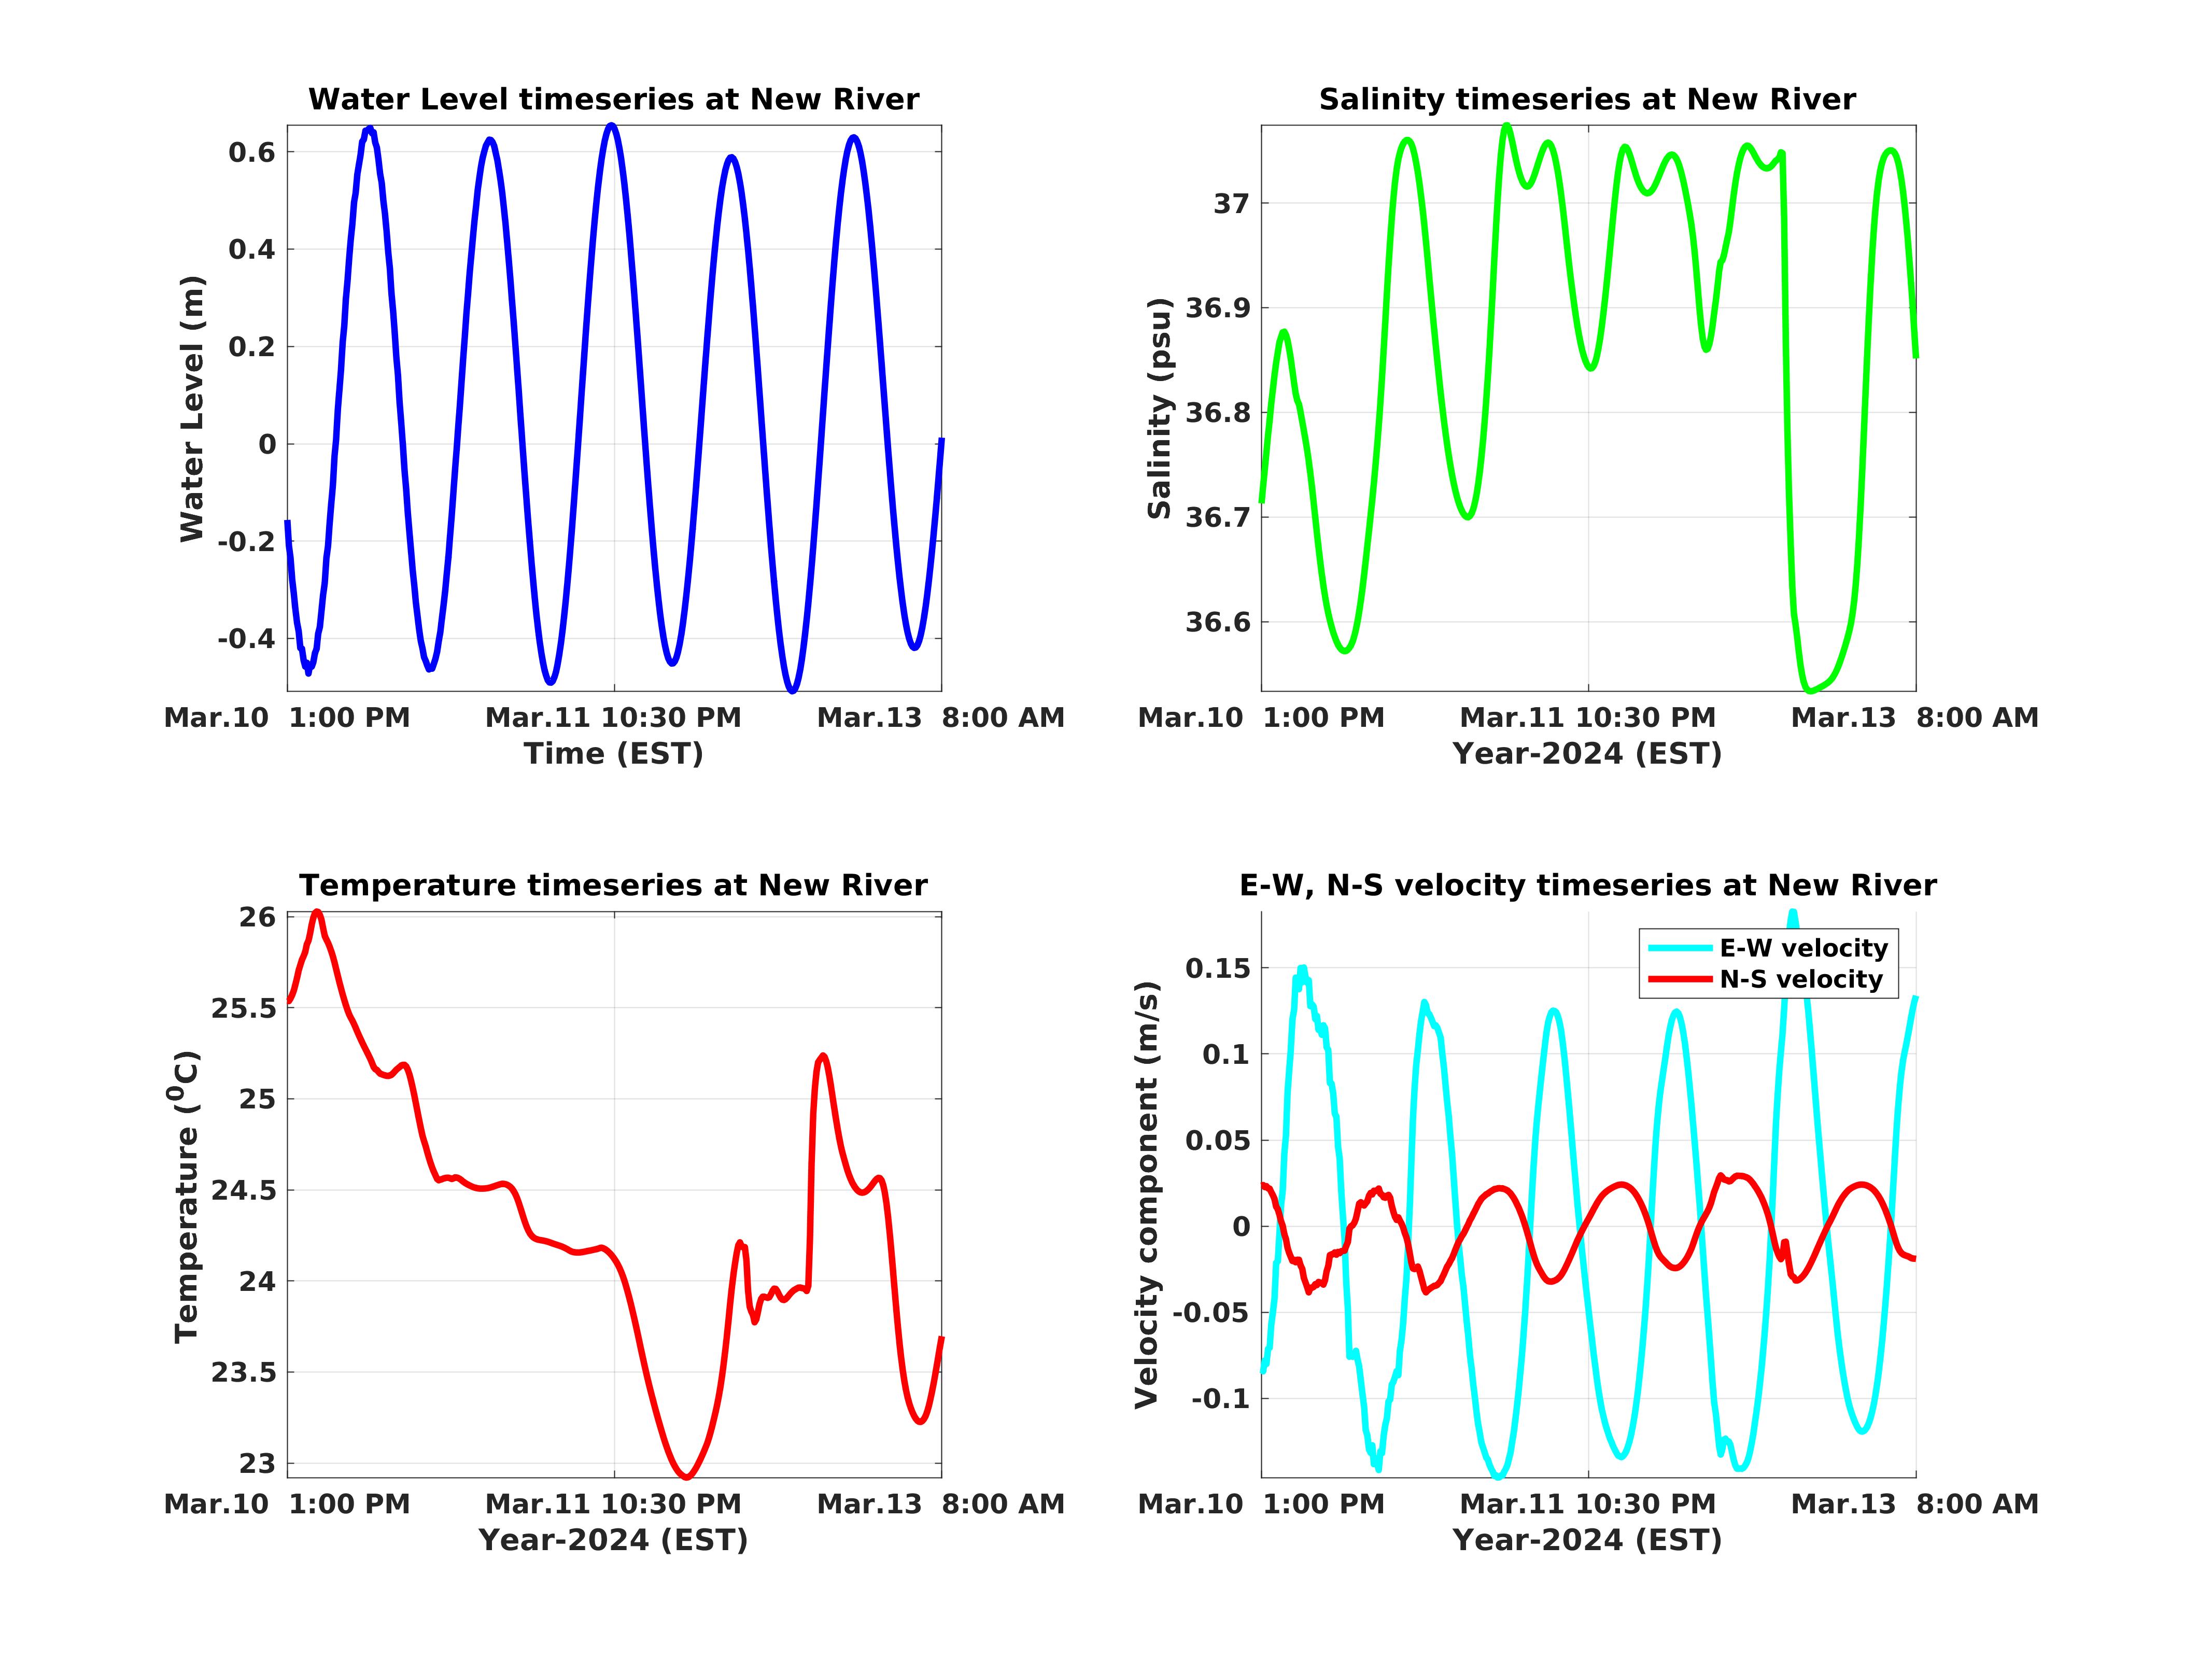 Water Level timeseries at New River
0.6
0.4
0.2
0
-0.2
-0.4
Water Level (m)
Mar.10 1:00 PM Mar.11 10:30 PM Mar.13 8:00 AM
Time (EST)
Salinity timeseries at New River
37
36.9
36.8
36.7
36.6
Salinity (psu)
Mar.10 1:00 PM Mar.11 10:30 PM Mar.13 8:00 AM
Year-2024 (EST)
Temperature timeseries at New River
26
25.5
25
24.5
24
23.5
23
Temperature (⁰C)
Mar.10 1:00 PM Mar.11 10:30 PM Mar.13 8:00 AM
Year-2024 (EST)
E-W, N-S velocity timeseries at New River
E-W velocity
N-S velocity
0.15
0.1
0.05
0
-0.05
-0.1
Velocity component (m/s)
Mar.10 1:00 PM Mar.11 10:30 PM Mar.13 8:00 AM
Year-2024 (EST)